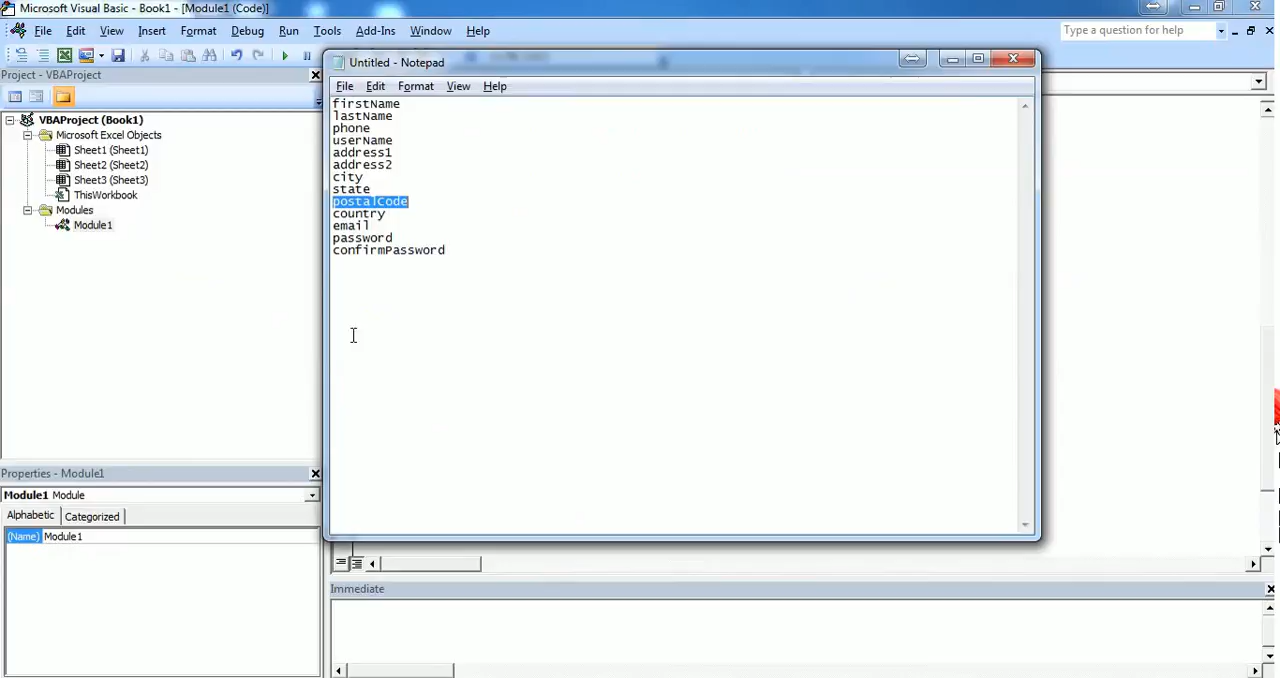 Microsoft Visual Basic - Book1 - [Module1 (Code)]
File Edit View Insert Format Debug Run Tools Add-Ins Window Help
Type a question for help
Project - VBAProject
VBAProject (Book1)
Microsoft Excel Objects
Sheet1 (Sheet1)
Sheet2 (Sheet2)
Sheet3 (Sheet3)
ThisWorkbook
Modules
Module1
Properties - Module1
Module1 Module
Alphabetic Categorized
(Name) Module1
Untitled - Notepad
File Edit Format View Help
firstName
lastName
phone
userName
address1
address2
city
state
postalCode
country
email
password
confirmPassword
Immediate